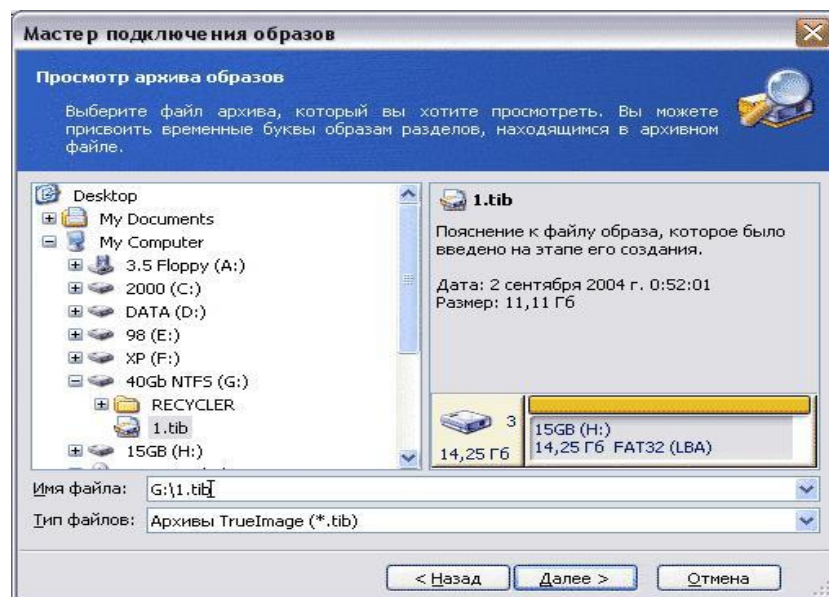 Мастер подключения образов
Просмотр архива образов
Выберите файл архива, который вы хотите просмотреть. Вы можете
присвоить временные буквы образам разделов, находящимся в архивном
файле.
Desktop
My Documents
My Computer
3.5 Floppy (A:)
2000 (C:)
DATA (D:)
98 (E:)
XP (F:)
40Gb NTFS (G:)
RECYCLER
1.tib
15GB (H:)
1.tib
Пояснение к файлу образа, которое было
введено на этапе его создания.
Дата: 2 сентября 2004 г. 0:52:01
Размер: 11,11 Гб
3
14,25 Гб
15GB (H:)
14,25 Гб FAT32 (LBA)
Имя файла: G:\1.tib
Тип файлов: Архивы TrueImage (*.tib)
< Назад Далее > Отмена